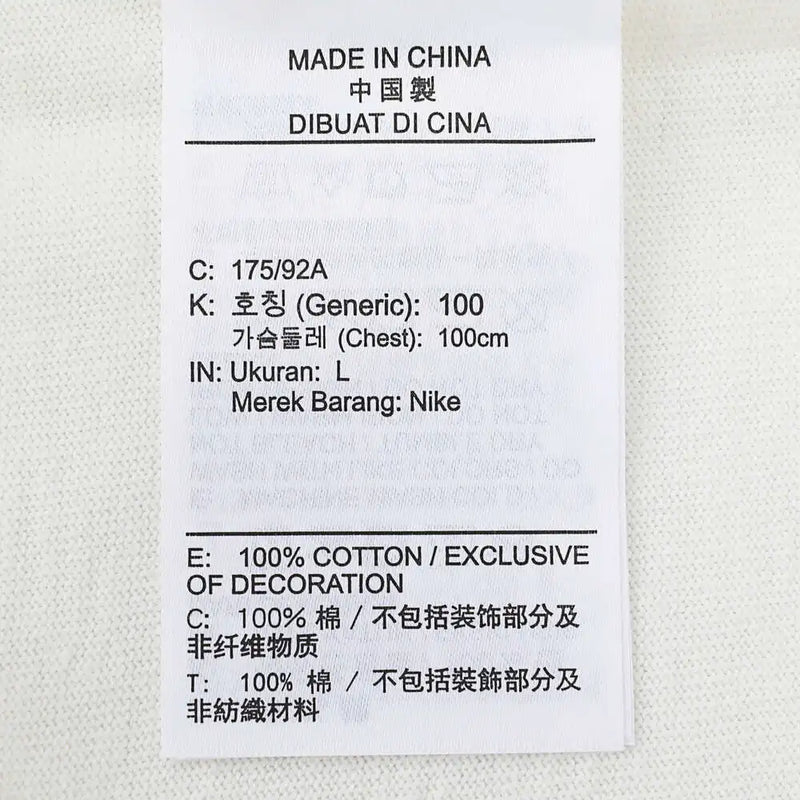 MADE IN CHINA
中国製
DIBUAT DI CINA
C: 175/92A
K: 호칭 (Generic): 100
가슴둘레 (Chest): 100cm
IN: Ukuran: L
Merek Barang: Nike
E: 100% COTTON / EXCLUSIVE
OF DECORATION
C: 100% 棉 / 不包括装饰部分及
非纤维物质
T: 100% 棉 / 不包括裝飾部分及
非紡織材料